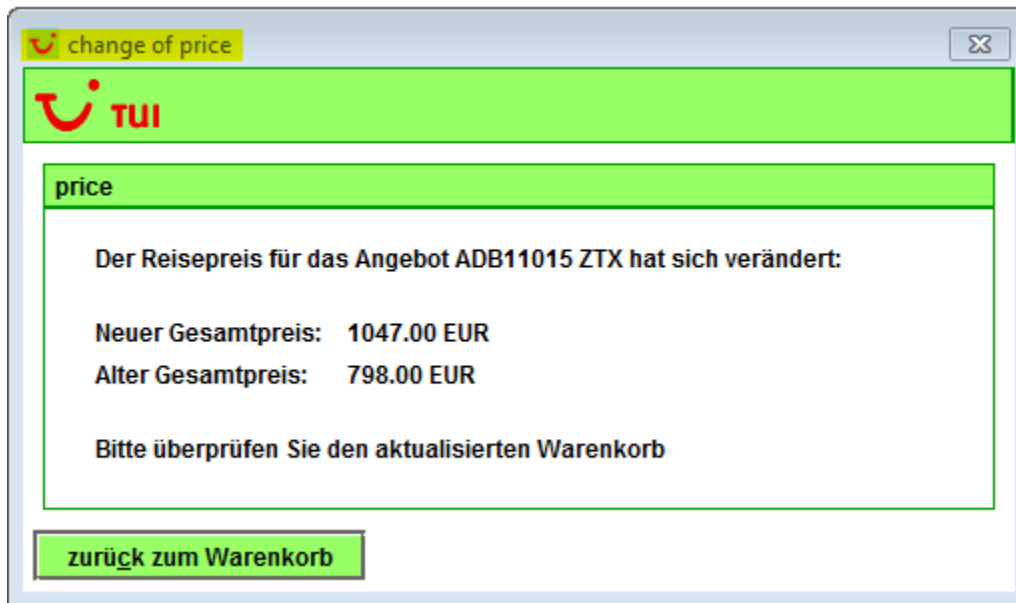 change of price
TUI
price
Der Reisepreis für das Angebot ADB11015 ZTX hat sich verändert:
Neuer Gesamtpreis: 1047.00 EUR
Alter Gesamtpreis: 798.00 EUR
Bitte überprüfen Sie den aktualisierten Warenkorb
zurück zum Warenkorb